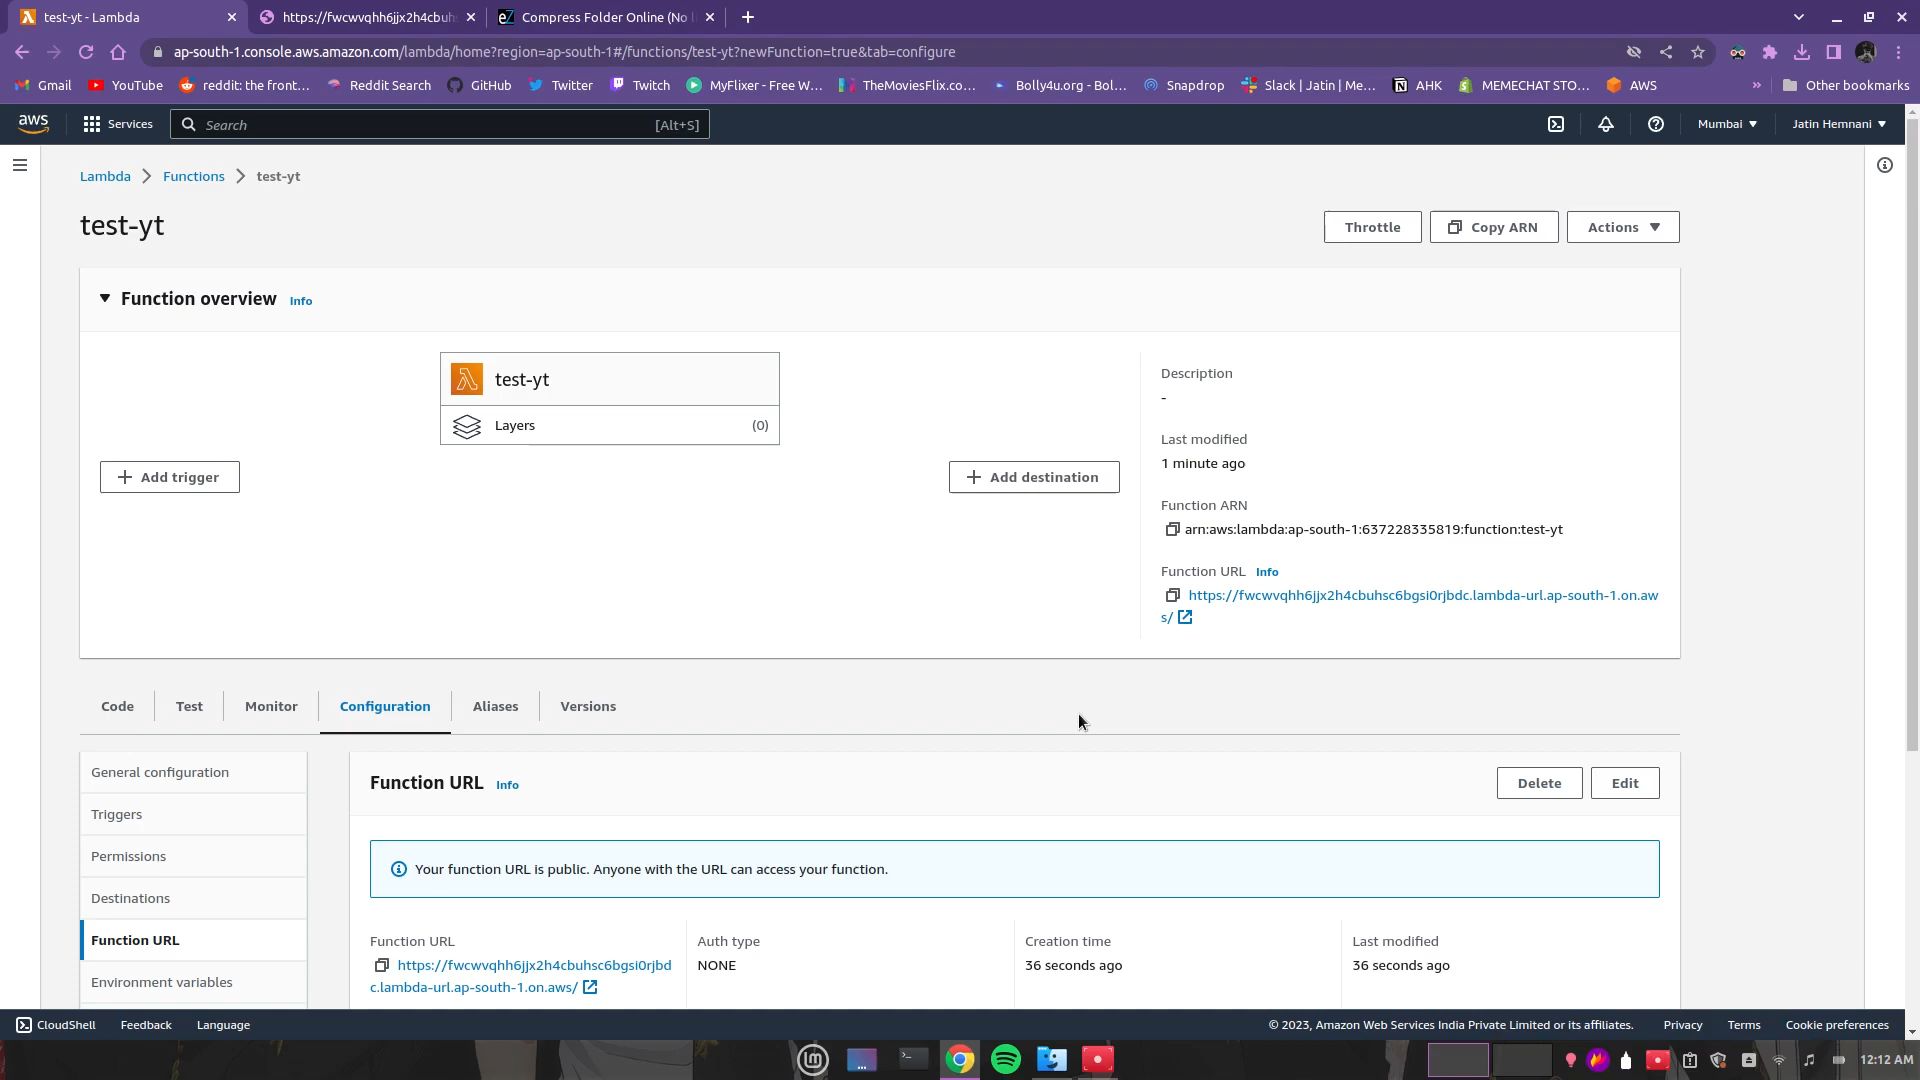 test-yt - Lambda
https://fwcwvqhh6jjx2h4cbuh
Compress Folder Online (No li
ap-south-1.console.aws.amazon.com/lambda/home?region=ap-south-1#/functions/test-yt?newFunction=true&tab=configure
Gmail YouTube reddit: the front... Reddit Search GitHub Twitter Twitch MyFlixer - Free W... TheMoviesFlix.co... Bolly4u.org - Bol... Snapdrop Slack | Jatin | Me... AHK MEMECHAT STO... AWS » Other bookmarks
aws Services Search [Alt+S] Mumbai Jatin Hemnani
Lambda Functions test-yt
test-yt
Throttle Copy ARN Actions
Function overview Info
test-yt
Layers (0)
Add trigger
Add destination
Description
-
Last modified
1 minute ago
Function ARN
arn:aws:lambda:ap-south-1:637228335819:function:test-yt
Function URL Info
https://fwcwvqhh6jjx2h4cbuhsc6bgsi0rjbdc.lambda-url.ap-south-1.on.aw
s/
Code Test Monitor Configuration Aliases Versions
General configuration
Triggers
Permissions
Destinations
Function URL
Environment variables
Function URL Info
Delete Edit
Your function URL is public. Anyone with the URL can access your function.
Function URL
https://fwcwvqhh6jjx2h4cbuhsc6bgsi0rjbd
c.lambda-url.ap-south-1.on.aws/
Auth type
NONE
Creation time
36 seconds ago
Last modified
36 seconds ago
CloudShell Feedback Language © 2023, Amazon Web Services India Private Limited or its affiliates. Privacy Terms Cookie preferences
12:12 AM